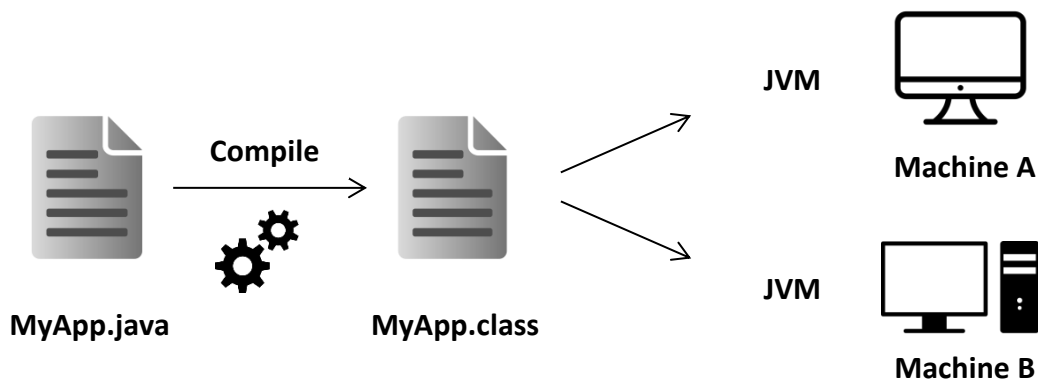 MyApp.java
Compile
MyApp.class
JVM
Machine A
JVM
Machine B